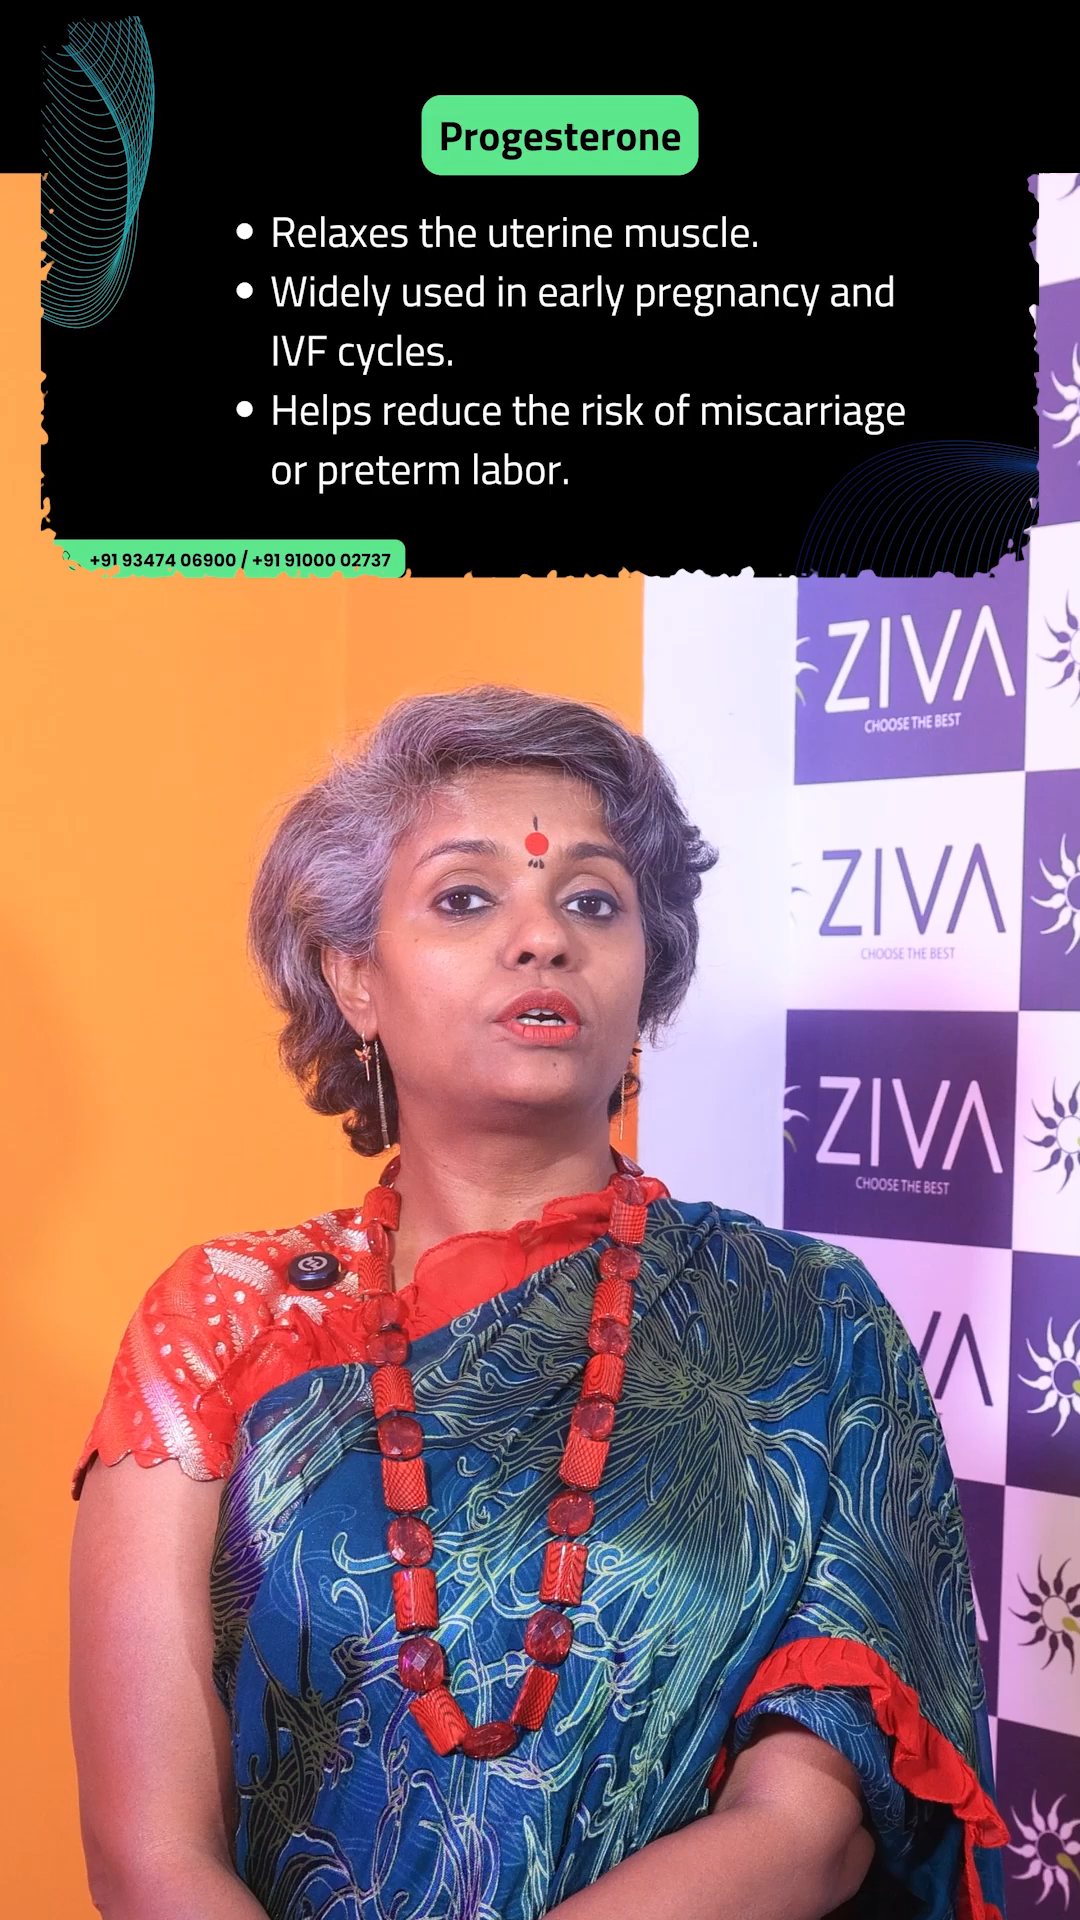 Progesterone
• Relaxes the uterine muscle.
• Widely used in early pregnancy and
IVF cycles.
• Helps reduce the risk of miscarriage
or preterm labor.
+91 93474 06900 / +91 91000 02737
ZIVA
CHOOSE THE BEST
ZIVA
CHOOSE THE BEST
ZIVA
CHOOSE THE BEST
VA